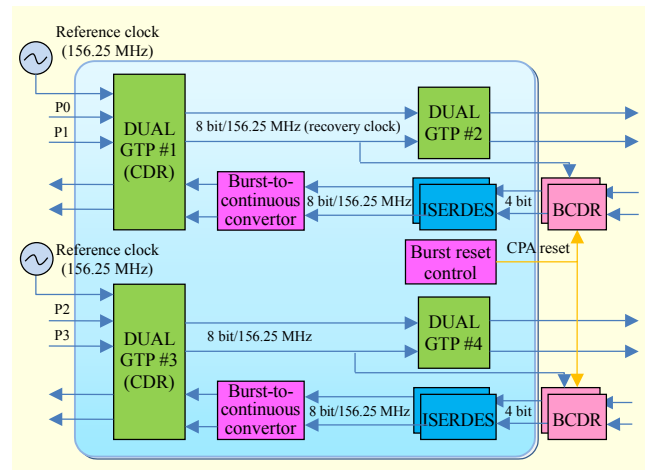 Reference clock
(156.25 MHz)
P0
P1
DUAL
GTP #1
(CDR)
8 bit/156.25 MHz (recovery clock)
DUAL
GTP #2
Burst-to-
continuous
convertor
8 bit/156.25 MHz
ISERDES
4 bit
BCDR
Burst reset
control
CPA reset
Reference clock
(156.25 MHz)
P2
P3
DUAL
GTP #3
(CDR)
8 bit/156.25 MHz
DUAL
GTP #4
Burst-to-
continuous
convertor
8 bit/156.25 MHz
ISERDES
4 bit
BCDR